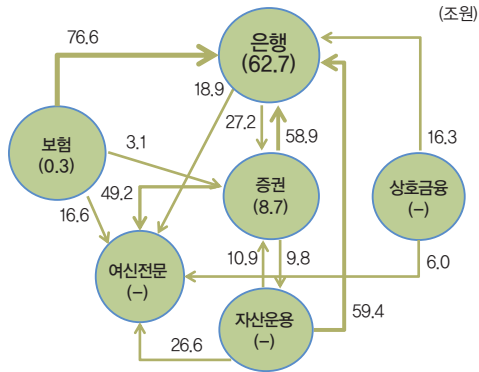 (조원)
76.6
은행
(62.7)
18.9
27.2
58.9
16.3
보험
(0.3)
3.1
증권
(8.7)
상호금융
(–)
49.2
16.6
여신전문
(–)
10.9
9.8
6.0
자산운용
(–)
59.4
26.6